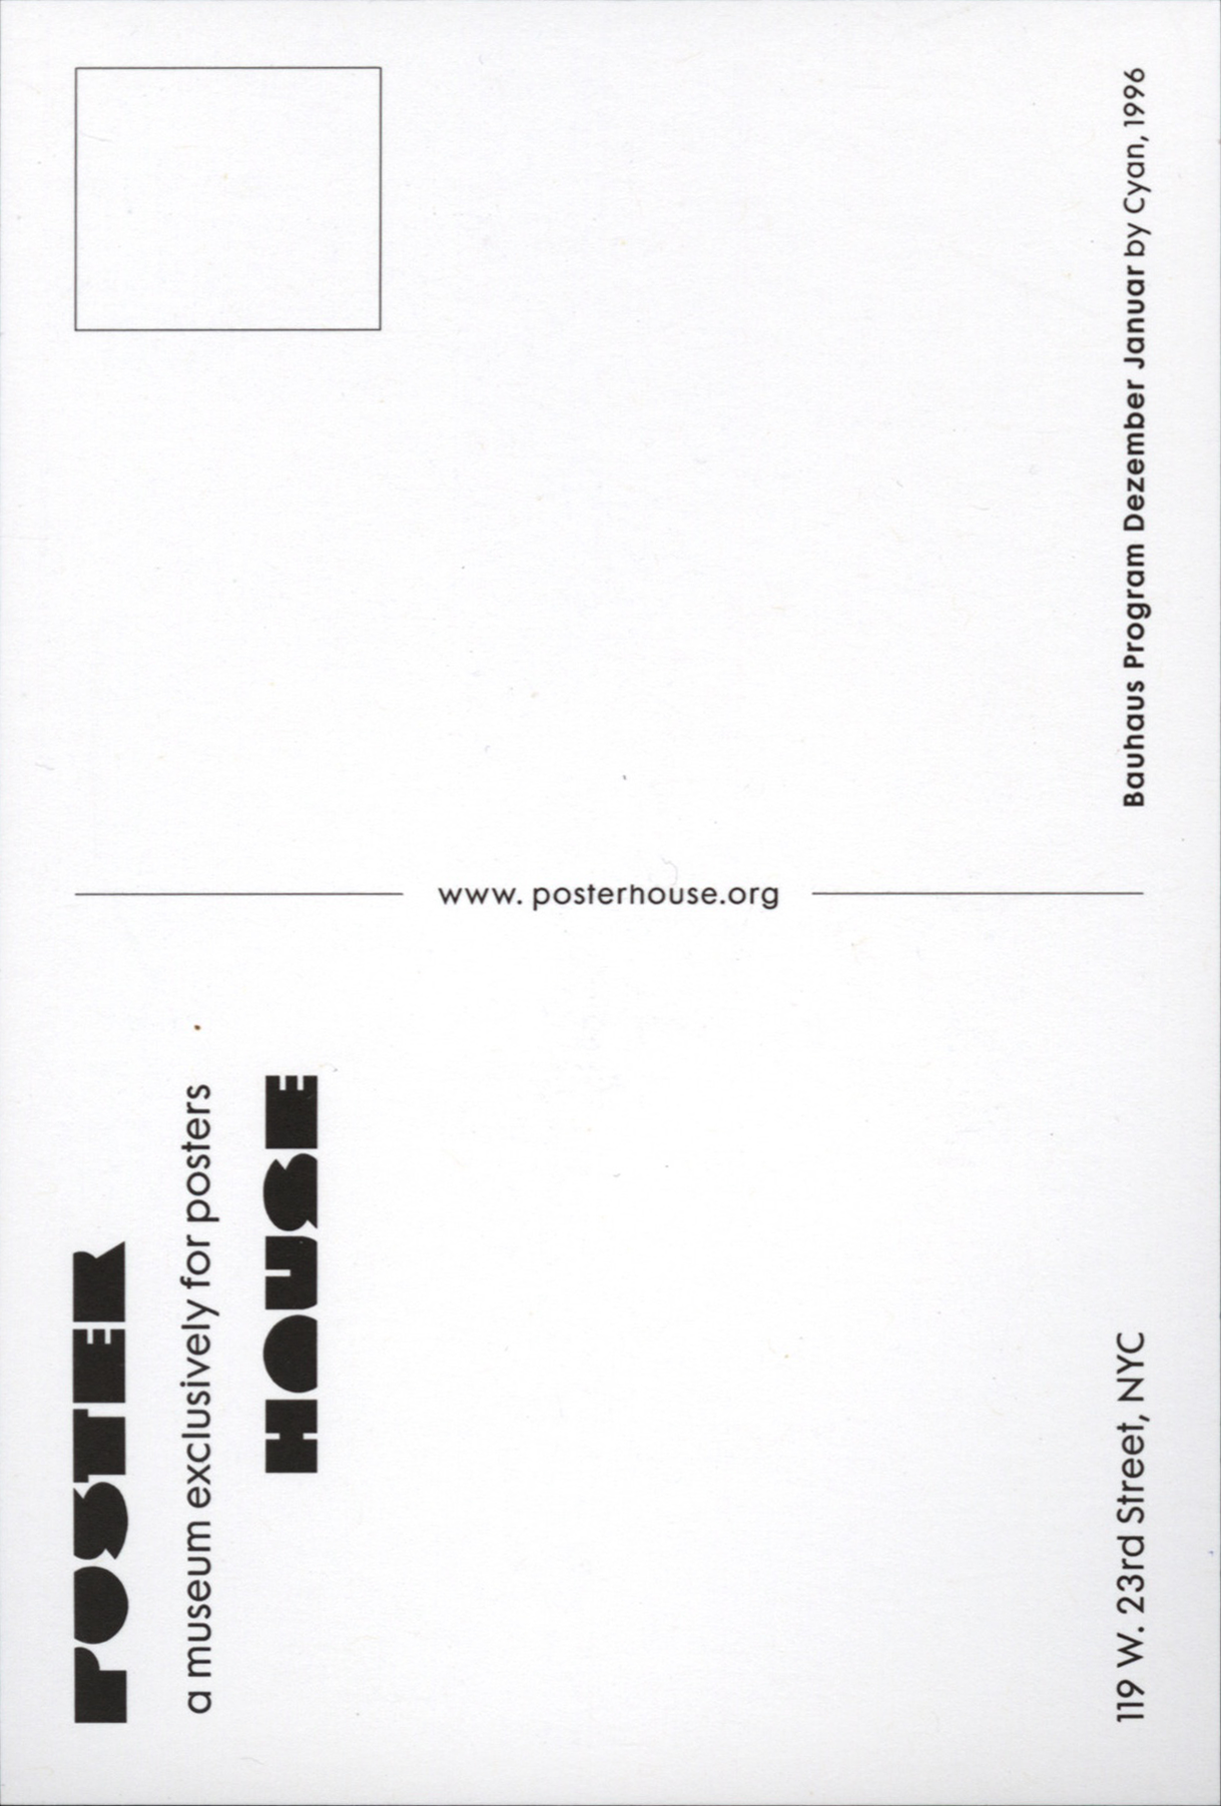 POSTER
a museum exclusively for posters
HOUSE
119 W. 23rd Street, NYC
www. posterhouse.org
Bauhaus Program Dezember Januar by Cyan, 1996